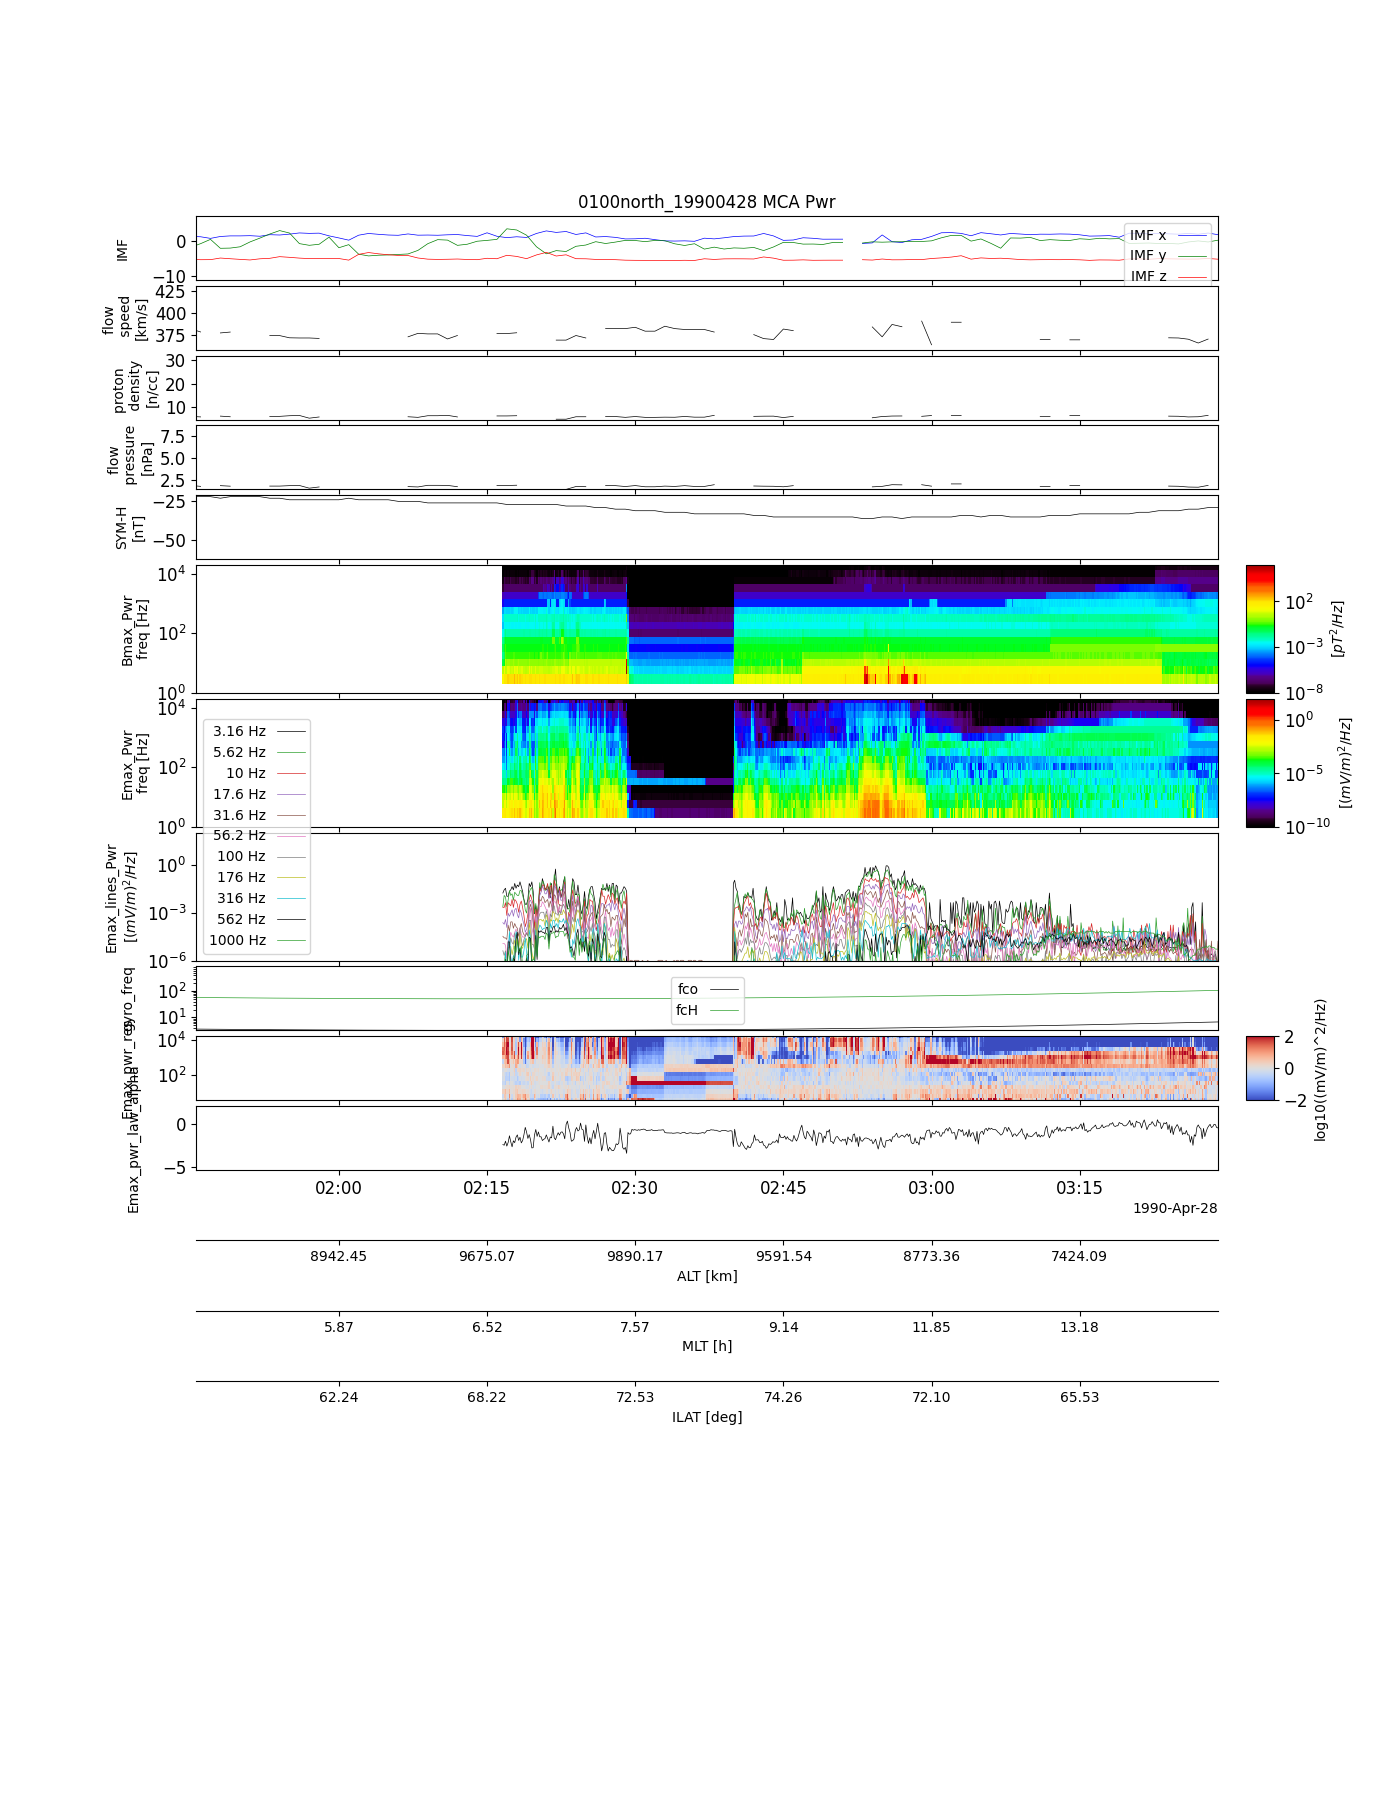 0100north_19900428 MCA Pwr
IMF
0
−10
IMF x
IMF y
IMF z
flow
speed
[km/s]
425
400
375
proton
density
[n/cc]
30
20
10
flow
pressure
[nPa]
7.5
5.0
2.5
SYM-H
[nT]
−25
−50
Bmax_Pwr
freq [Hz]
10^4
10^2
10^0
10^2
10^−3
10^−8
[pT^2/Hz]
Emax_Pwr
freq [Hz]
10^4
10^2
10^0
10^0
10^−5
10^−10
[(mV/m)^2/Hz]
3.16 Hz
5.62 Hz
10 Hz
17.6 Hz
31.6 Hz
56.2 Hz
100 Hz
176 Hz
316 Hz
562 Hz
1000 Hz
Emax_lines_Pwr
[(mV/m)^2/Hz]
10^0
10^−3
10^−6
gyro_freq
10^2
10^1
fco
fcH
Emax_pwr_reg
10^4
10^2
2
0
−2
log10((mV/m)^2/Hz)
Emax_pwr_law_alpha
0
−5
02:00 02:15 02:30 02:45 03:00 03:15
1990-Apr-28
8942.45 9675.07 9890.17 9591.54 8773.36 7424.09
ALT [km]
5.87 6.52 7.57 9.14 11.85 13.18
MLT [h]
62.24 68.22 72.53 74.26 72.10 65.53
ILAT [deg]